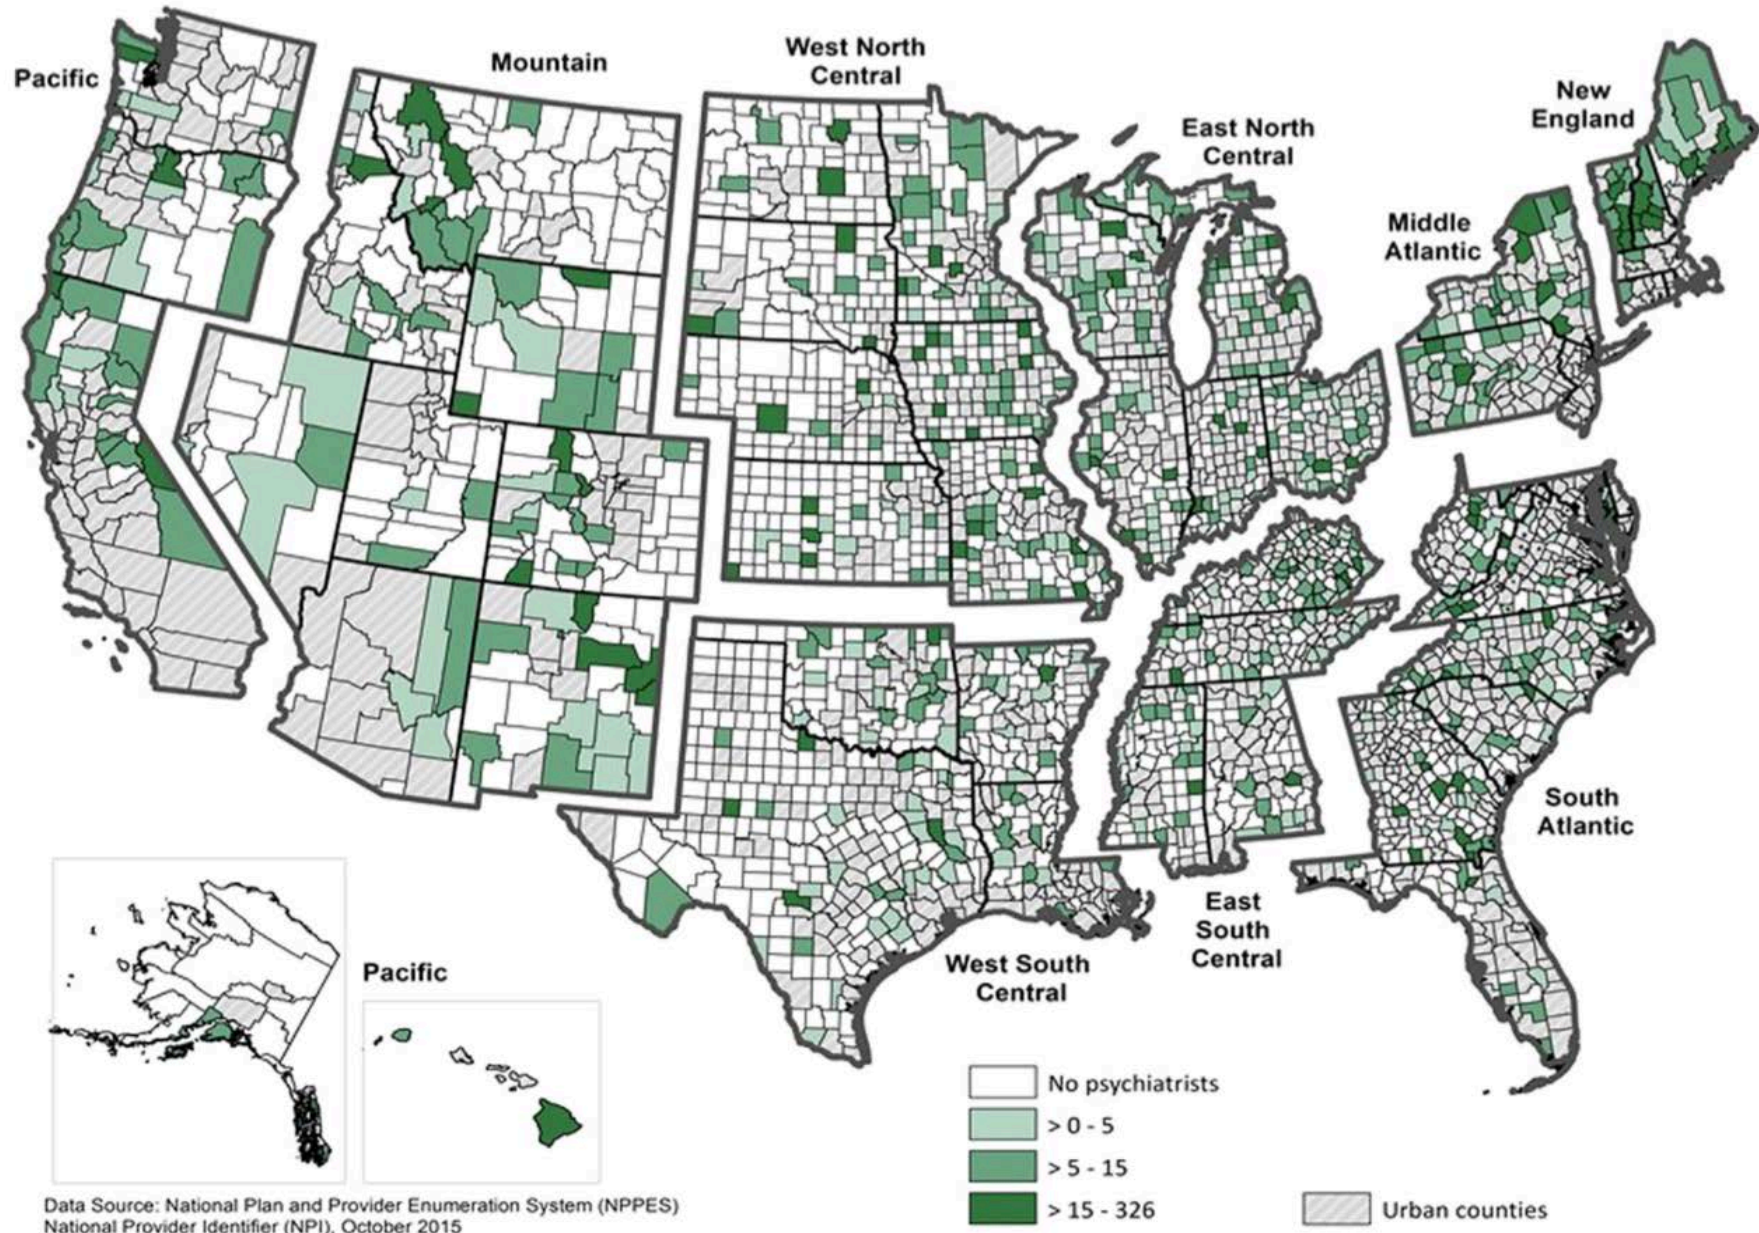 Pacific
Mountain
West North
Central
East North
Central
New
England
Middle
Atlantic
South
Atlantic
East
South
Central
West South
Central
Pacific
No psychiatrists
> 0 - 5
> 5 - 15
> 15 - 326
Urban counties
Data Source: National Plan and Provider Enumeration System (NPPES)
National Provider Identifier (NPI), October 2015